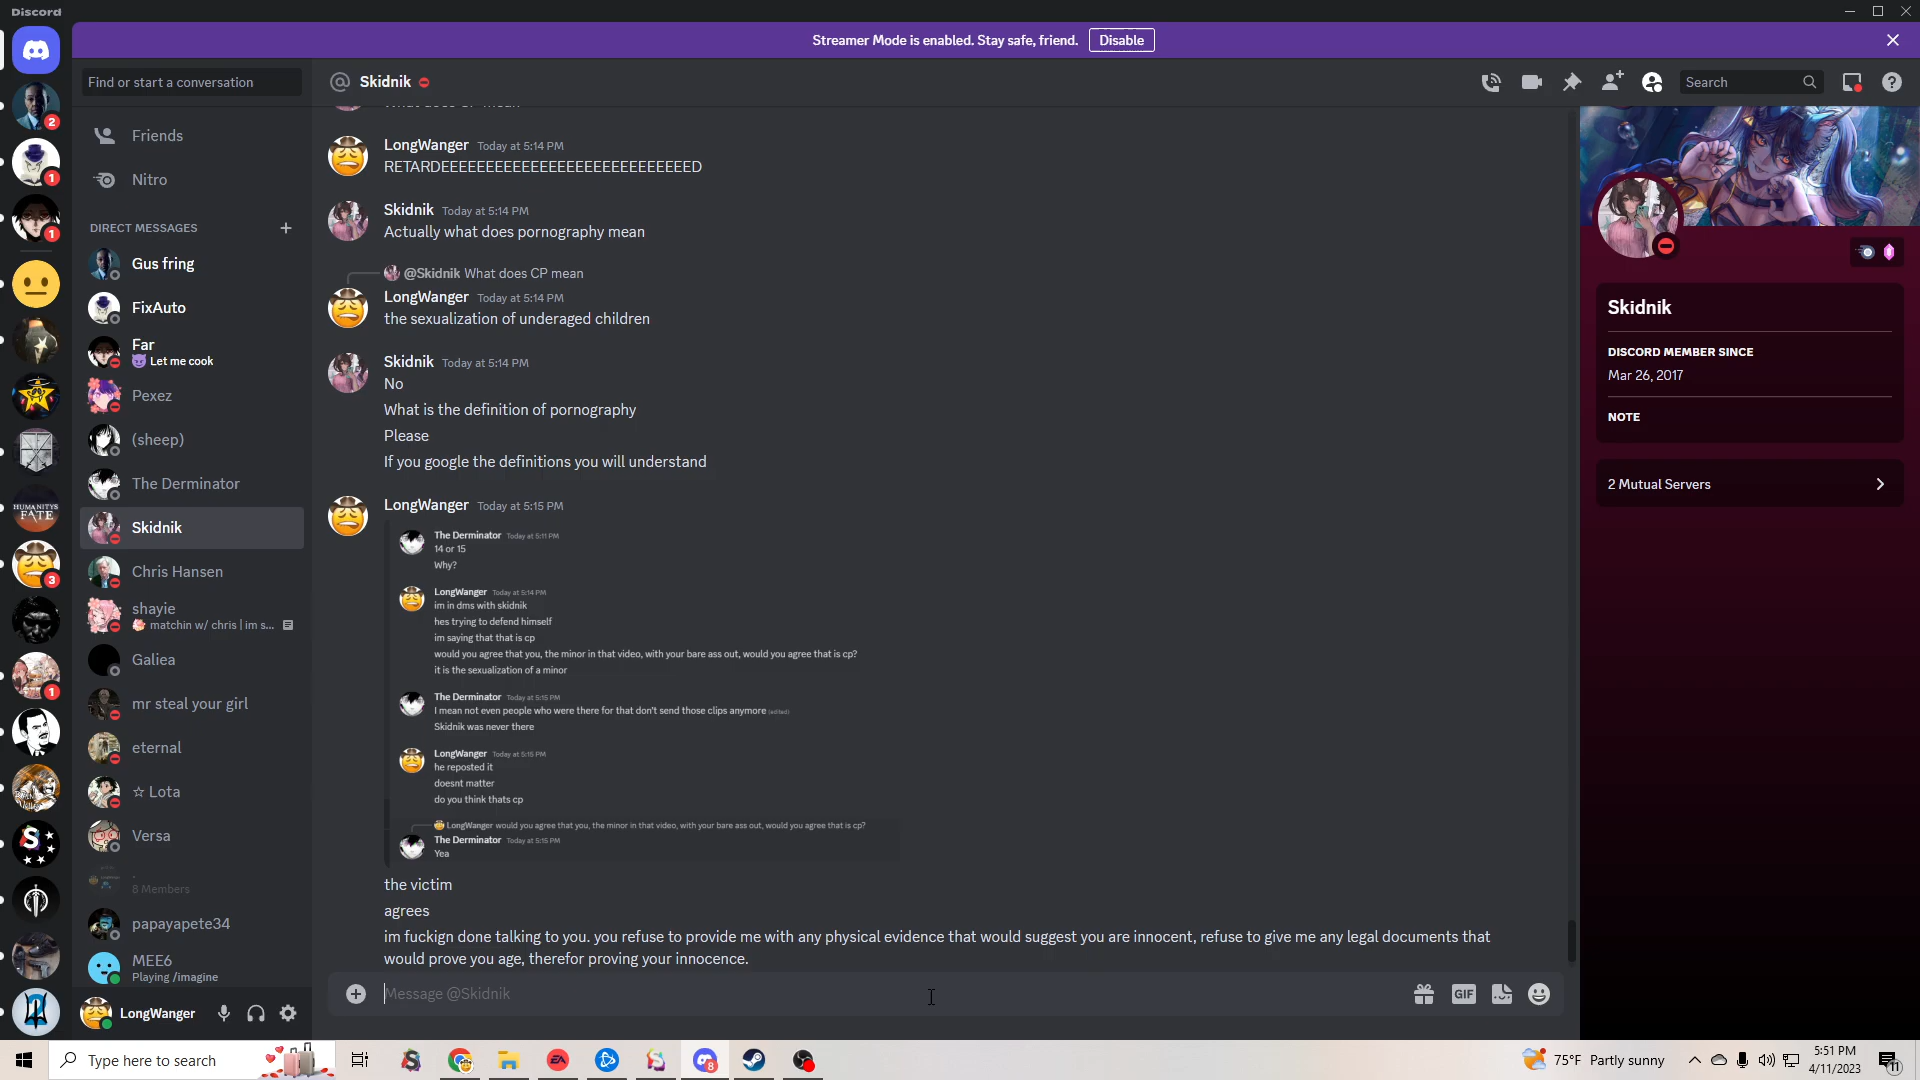 Discord
Streamer Mode is enabled. Stay safe, friend.
Disable
Find or start a conversation
Skidnik
Search
Friends
Nitro
DIRECT MESSAGES
Gus fring
FixAuto
Far
Let me cook
Pexez
(sheep)
The Derminator
Skidnik
Chris Hansen
shayie
matchin w/ chris | im s...
Galiea
mr steal your girl
eternal
☆ Lota
Versa
.
8 Members
papayapete34
MEE6
Playing /imagine
LongWanger
2
1
1
HUMANITYS
FATE
3
1
LongWanger Today at 5:14 PM
RETARDEEEEEEEEEEEEEEEEEEEEEEEEEEEED
Skidnik Today at 5:14 PM
Actually what does pornography mean
@Skidnik What does CP mean
LongWanger Today at 5:14 PM
the sexualization of underaged children
Skidnik Today at 5:14 PM
No
What is the definition of pornography
Please
If you google the definitions you will understand
LongWanger Today at 5:15 PM
The Derminator Today at 5:11 PM
14 or 15
Why?
LongWanger Today at 5:14 PM
im in dms with skidnik
hes trying to defend himself
im saying that that is cp
would you agree that you, the minor in that video, with your bare ass out, would you agree that is cp?
it is the sexualization of a minor
The Derminator Today at 5:15 PM
I mean not even people who were there for that don't send those clips anymore (edited)
Skidnik was never there
LongWanger Today at 5:15 PM
he reposted it
doesnt matter
do you think thats cp
LongWanger would you agree that you, the minor in that video, with your bare ass out, would you agree that is cp?
The Derminator Today at 5:15 PM
Yea
the victim
agrees
im fuckign done talking to you. you refuse to provide me with any physical evidence that would suggest you are innocent, refuse to give me any legal documents that
would prove you age, therefor proving your innocence.
Message @Skidnik
GIF
Skidnik
DISCORD MEMBER SINCE
Mar 26, 2017
NOTE
2 Mutual Servers
Type here to search
EA
8
75°F Partly sunny
5:51 PM
4/11/2023
11